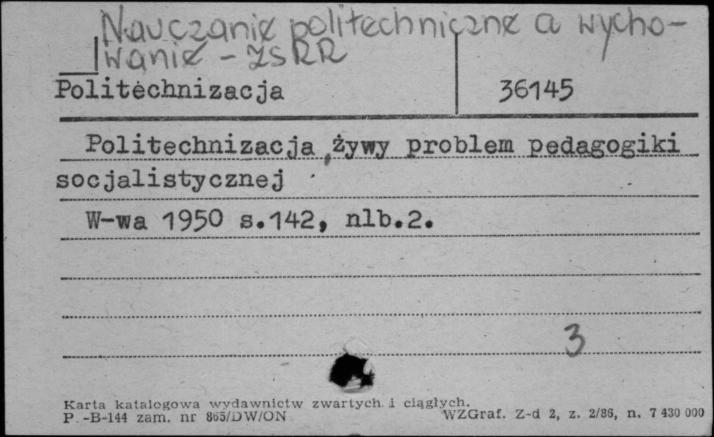 Nauczanie politechniczne a wycho-
wanie - ZSRR
Politechnizacja 36145
Politechnizacja, żywy problem pedagogiki
socjalistycznej
W-wa 1950 s.142, nlb.2.
3
Karta katalogowa wydawnictw zwartych i ciągłych.
P.-B-144 zam. nr 865/DW/ON WZGraf. Z-d 2, z. 2/86, n. 7 430 000